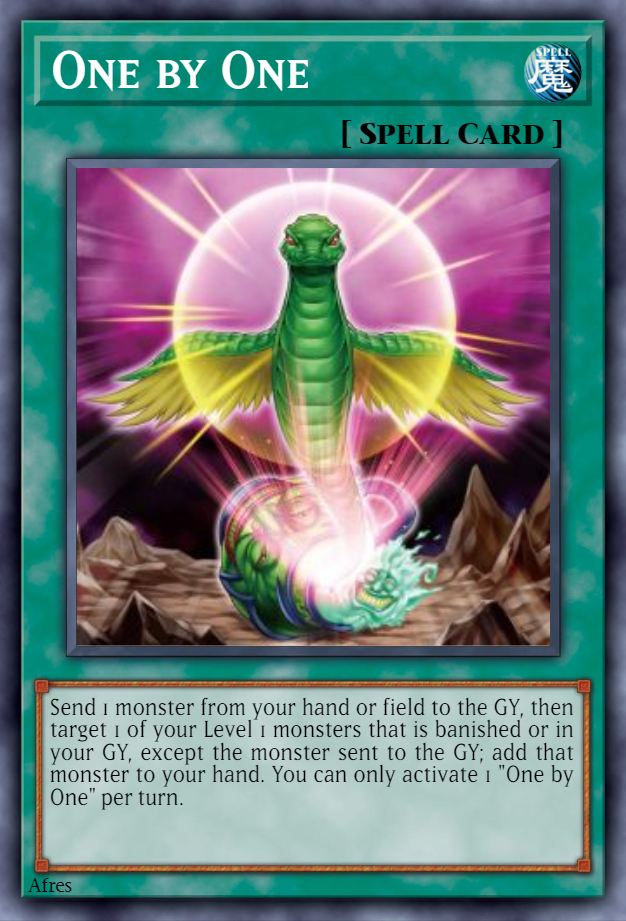 One by One
SPELL
魔
[ Spell Card ]
Send 1 monster from your hand or field to the GY, then
target 1 of your Level 1 monsters that is banished or in
your GY, except the monster sent to the GY; add that
monster to your hand. You can only activate 1 "One by
One" per turn.
Afres